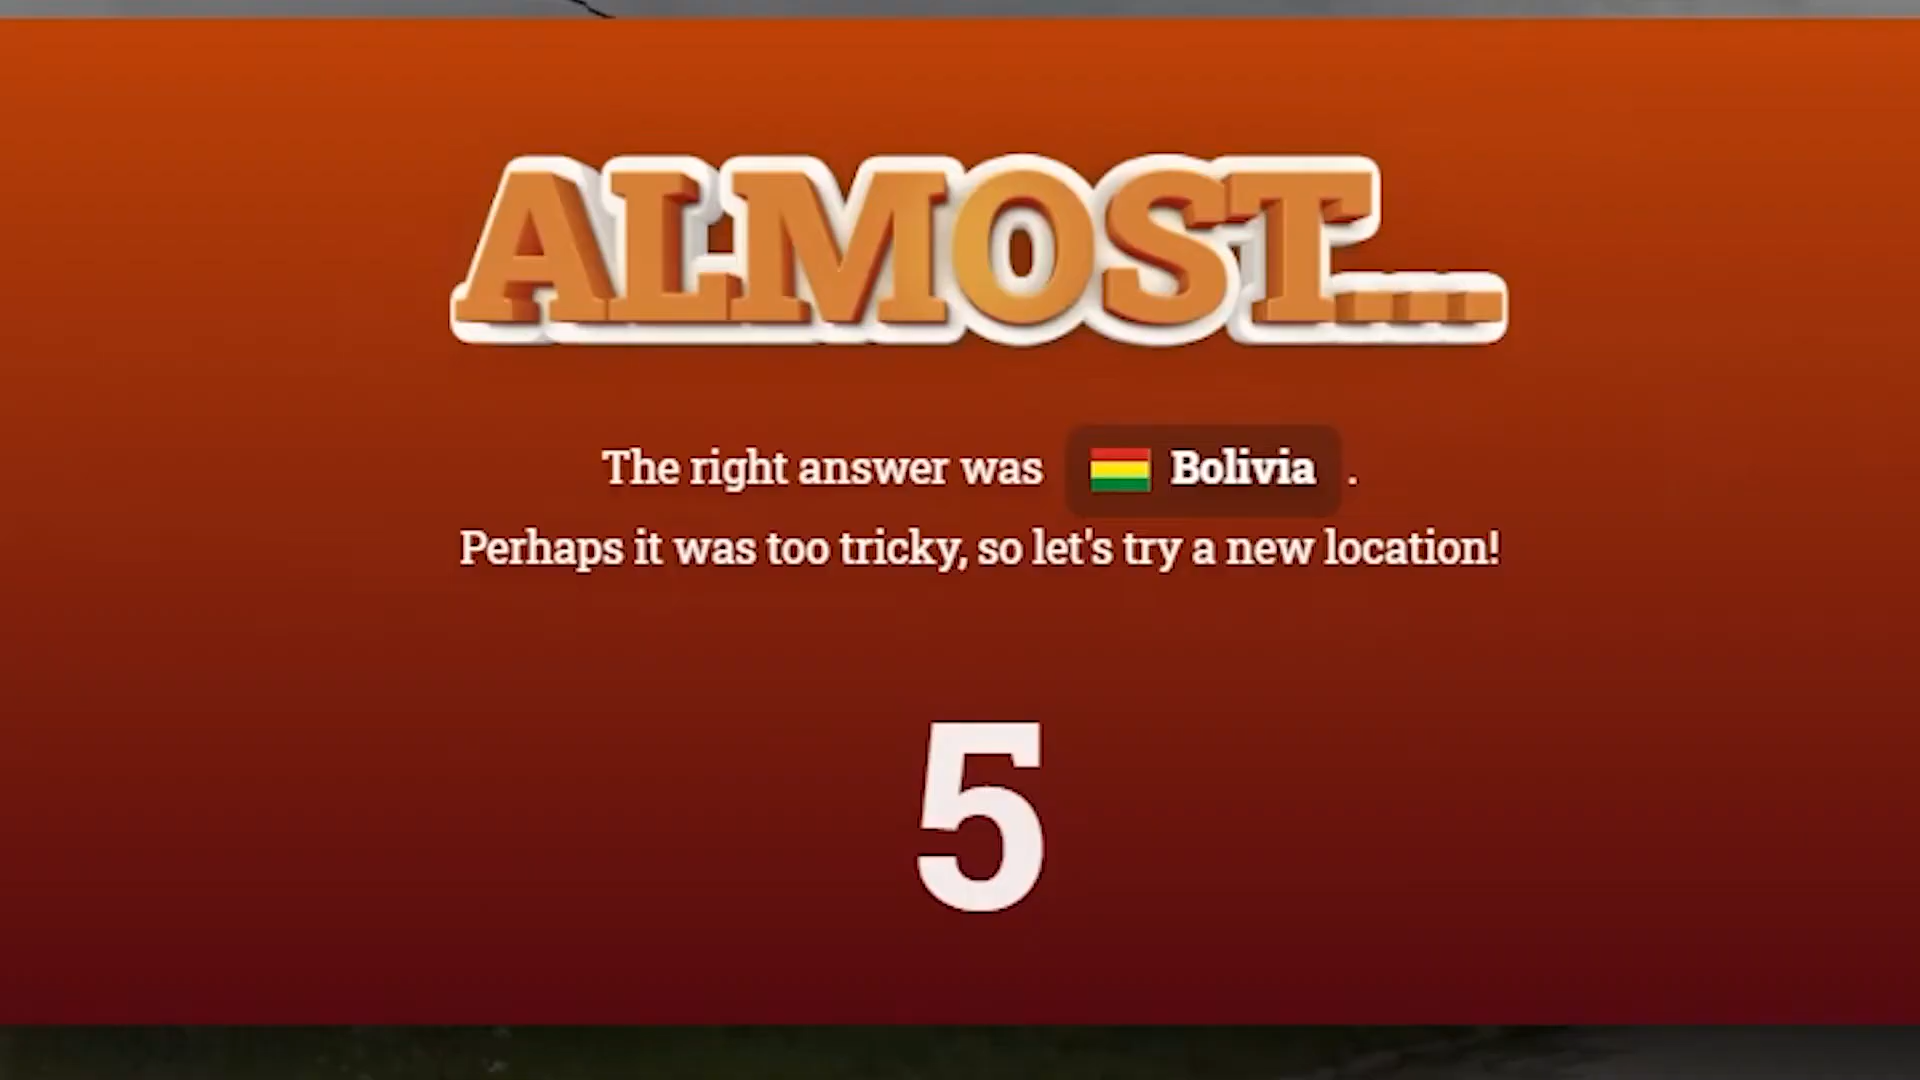 ALMOST...
The right answer was Bolivia .
Perhaps it was too tricky, so let's try a new location!
5